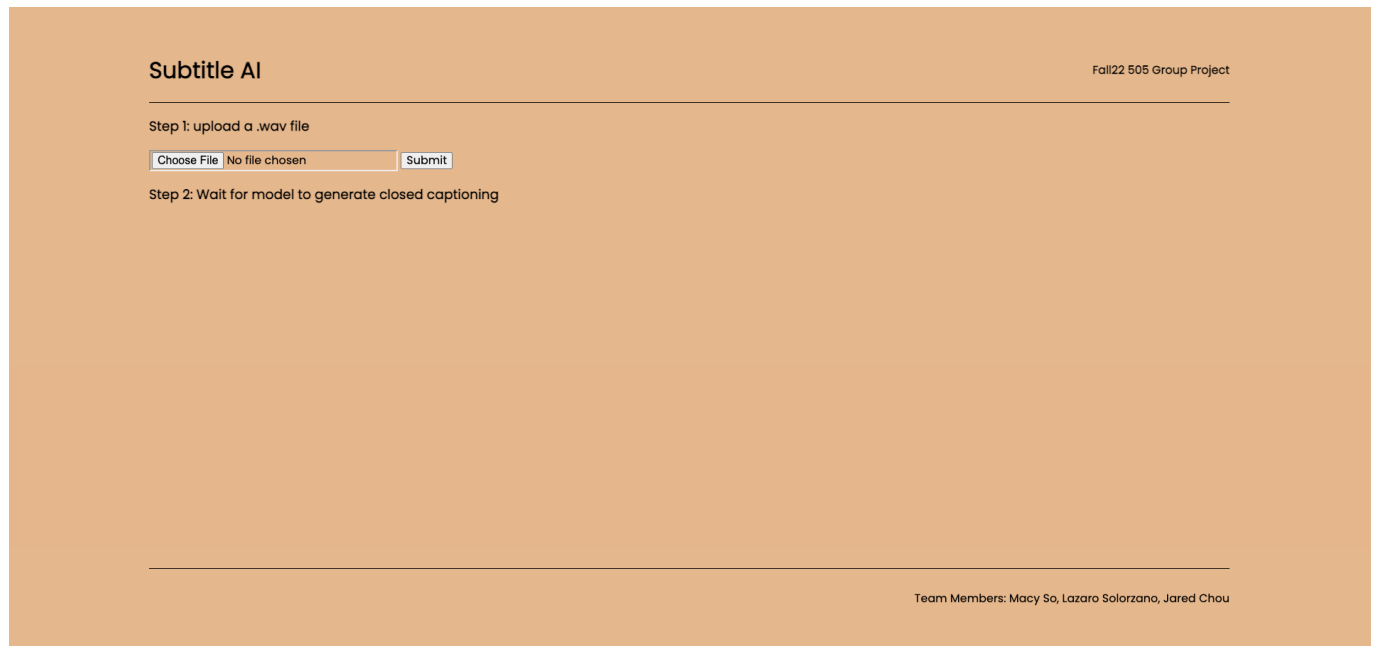 Subtitle AI
Fall22 505 Group Project
Step 1: upload a .wav file
Choose File No file chosen Submit
Step 2: Wait for model to generate closed captioning
Team Members: Macy So, Lazaro Solorzano, Jared Chou